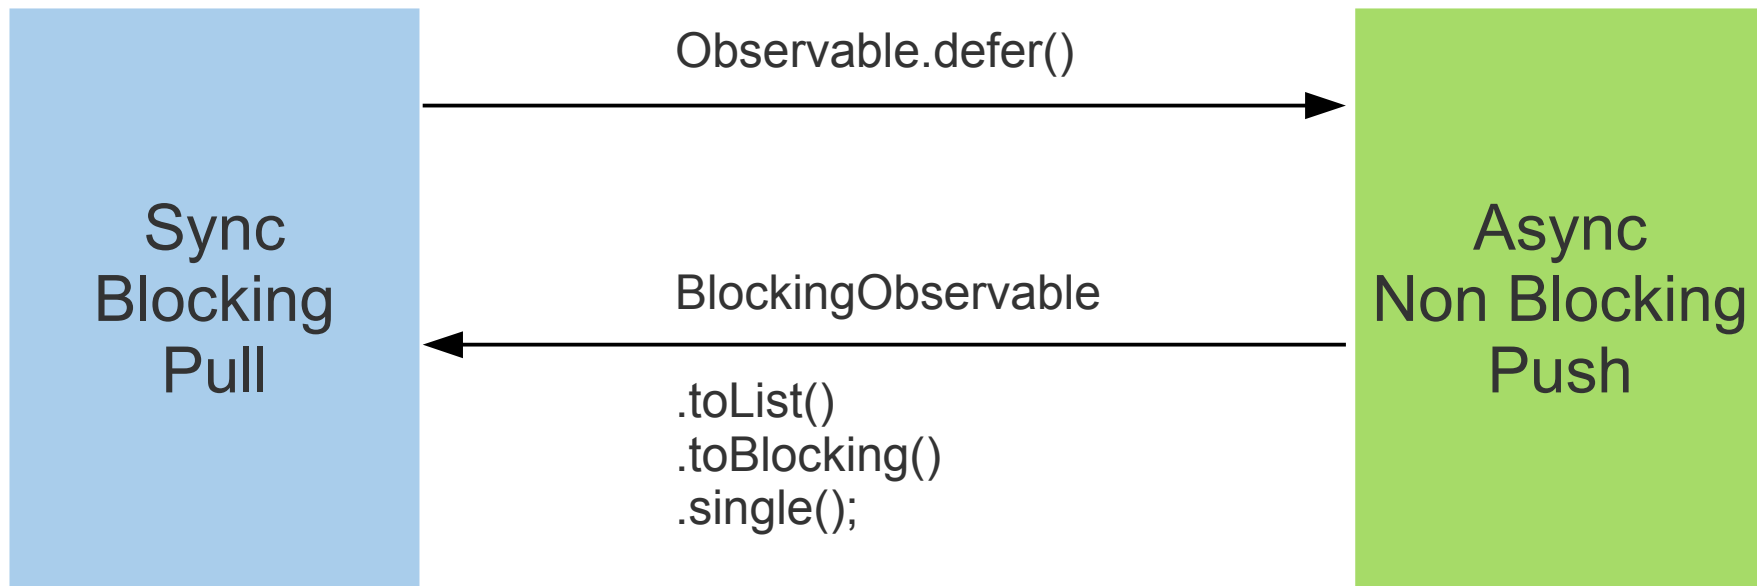 Sync
Blocking
Pull
Observable.defer()
BlockingObservable
.toList()
.toBlocking()
.single();
Async
Non Blocking
Push